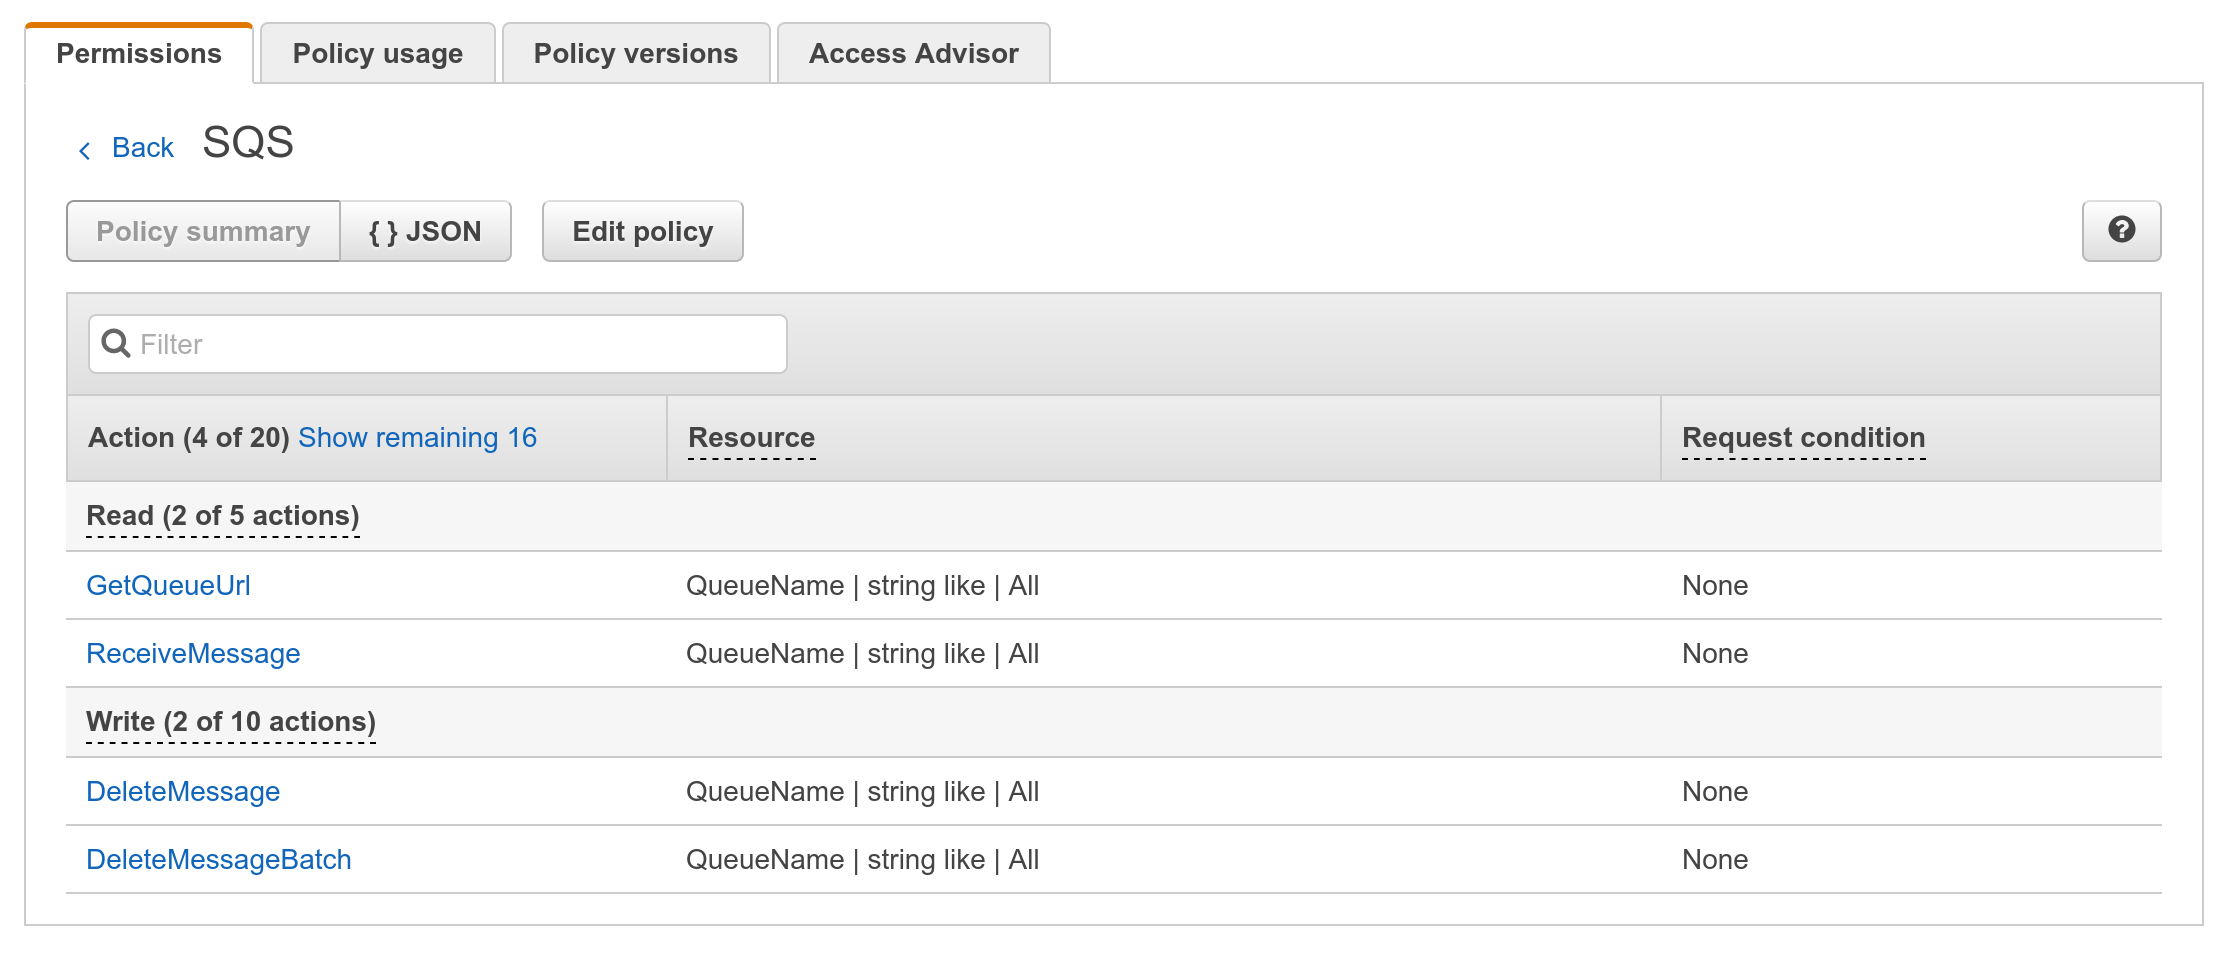 Permissions Policy usage Policy versions Access Advisor
Back SQS
Policy summary { } JSON Edit policy
Filter
Action (4 of 20) Show remaining 16 Resource Request condition
Read (2 of 5 actions)
GetQueueUrl QueueName | string like | All None
ReceiveMessage QueueName | string like | All None
Write (2 of 10 actions)
DeleteMessage QueueName | string like | All None
DeleteMessageBatch QueueName | string like | All None